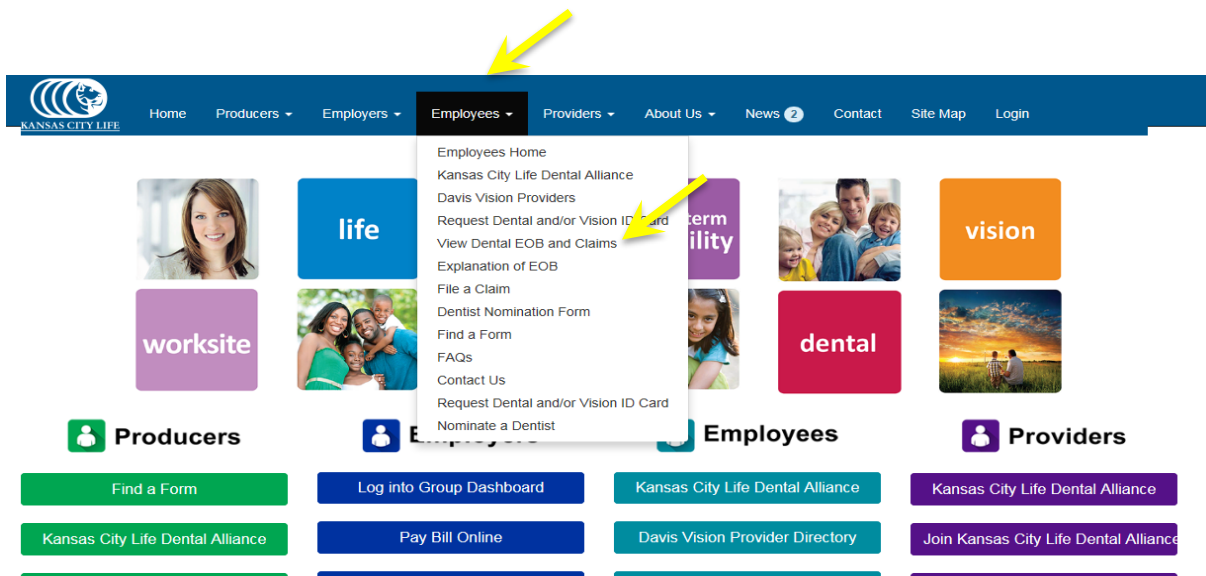 KANSAS CITY LIFE
Home
Producers
Employers
Employees
Providers
About Us
News 2
Contact
Site Map
Login
Employees Home
Kansas City Life Dental Alliance
Davis Vision Providers
Request Dental and/or Vision ID Card
View Dental EOB and Claims
Explanation of EOB
File a Claim
Dentist Nomination Form
Find a Form
FAQs
Contact Us
Request Dental and/or Vision ID Card
Nominate a Dentist
life
term
ility
vision
worksite
dental
Producers
Employees
Providers
Find a Form
Log into Group Dashboard
Kansas City Life Dental Alliance
Kansas City Life Dental Alliance
Kansas City Life Dental Alliance
Pay Bill Online
Davis Vision Provider Directory
Join Kansas City Life Dental Alliance